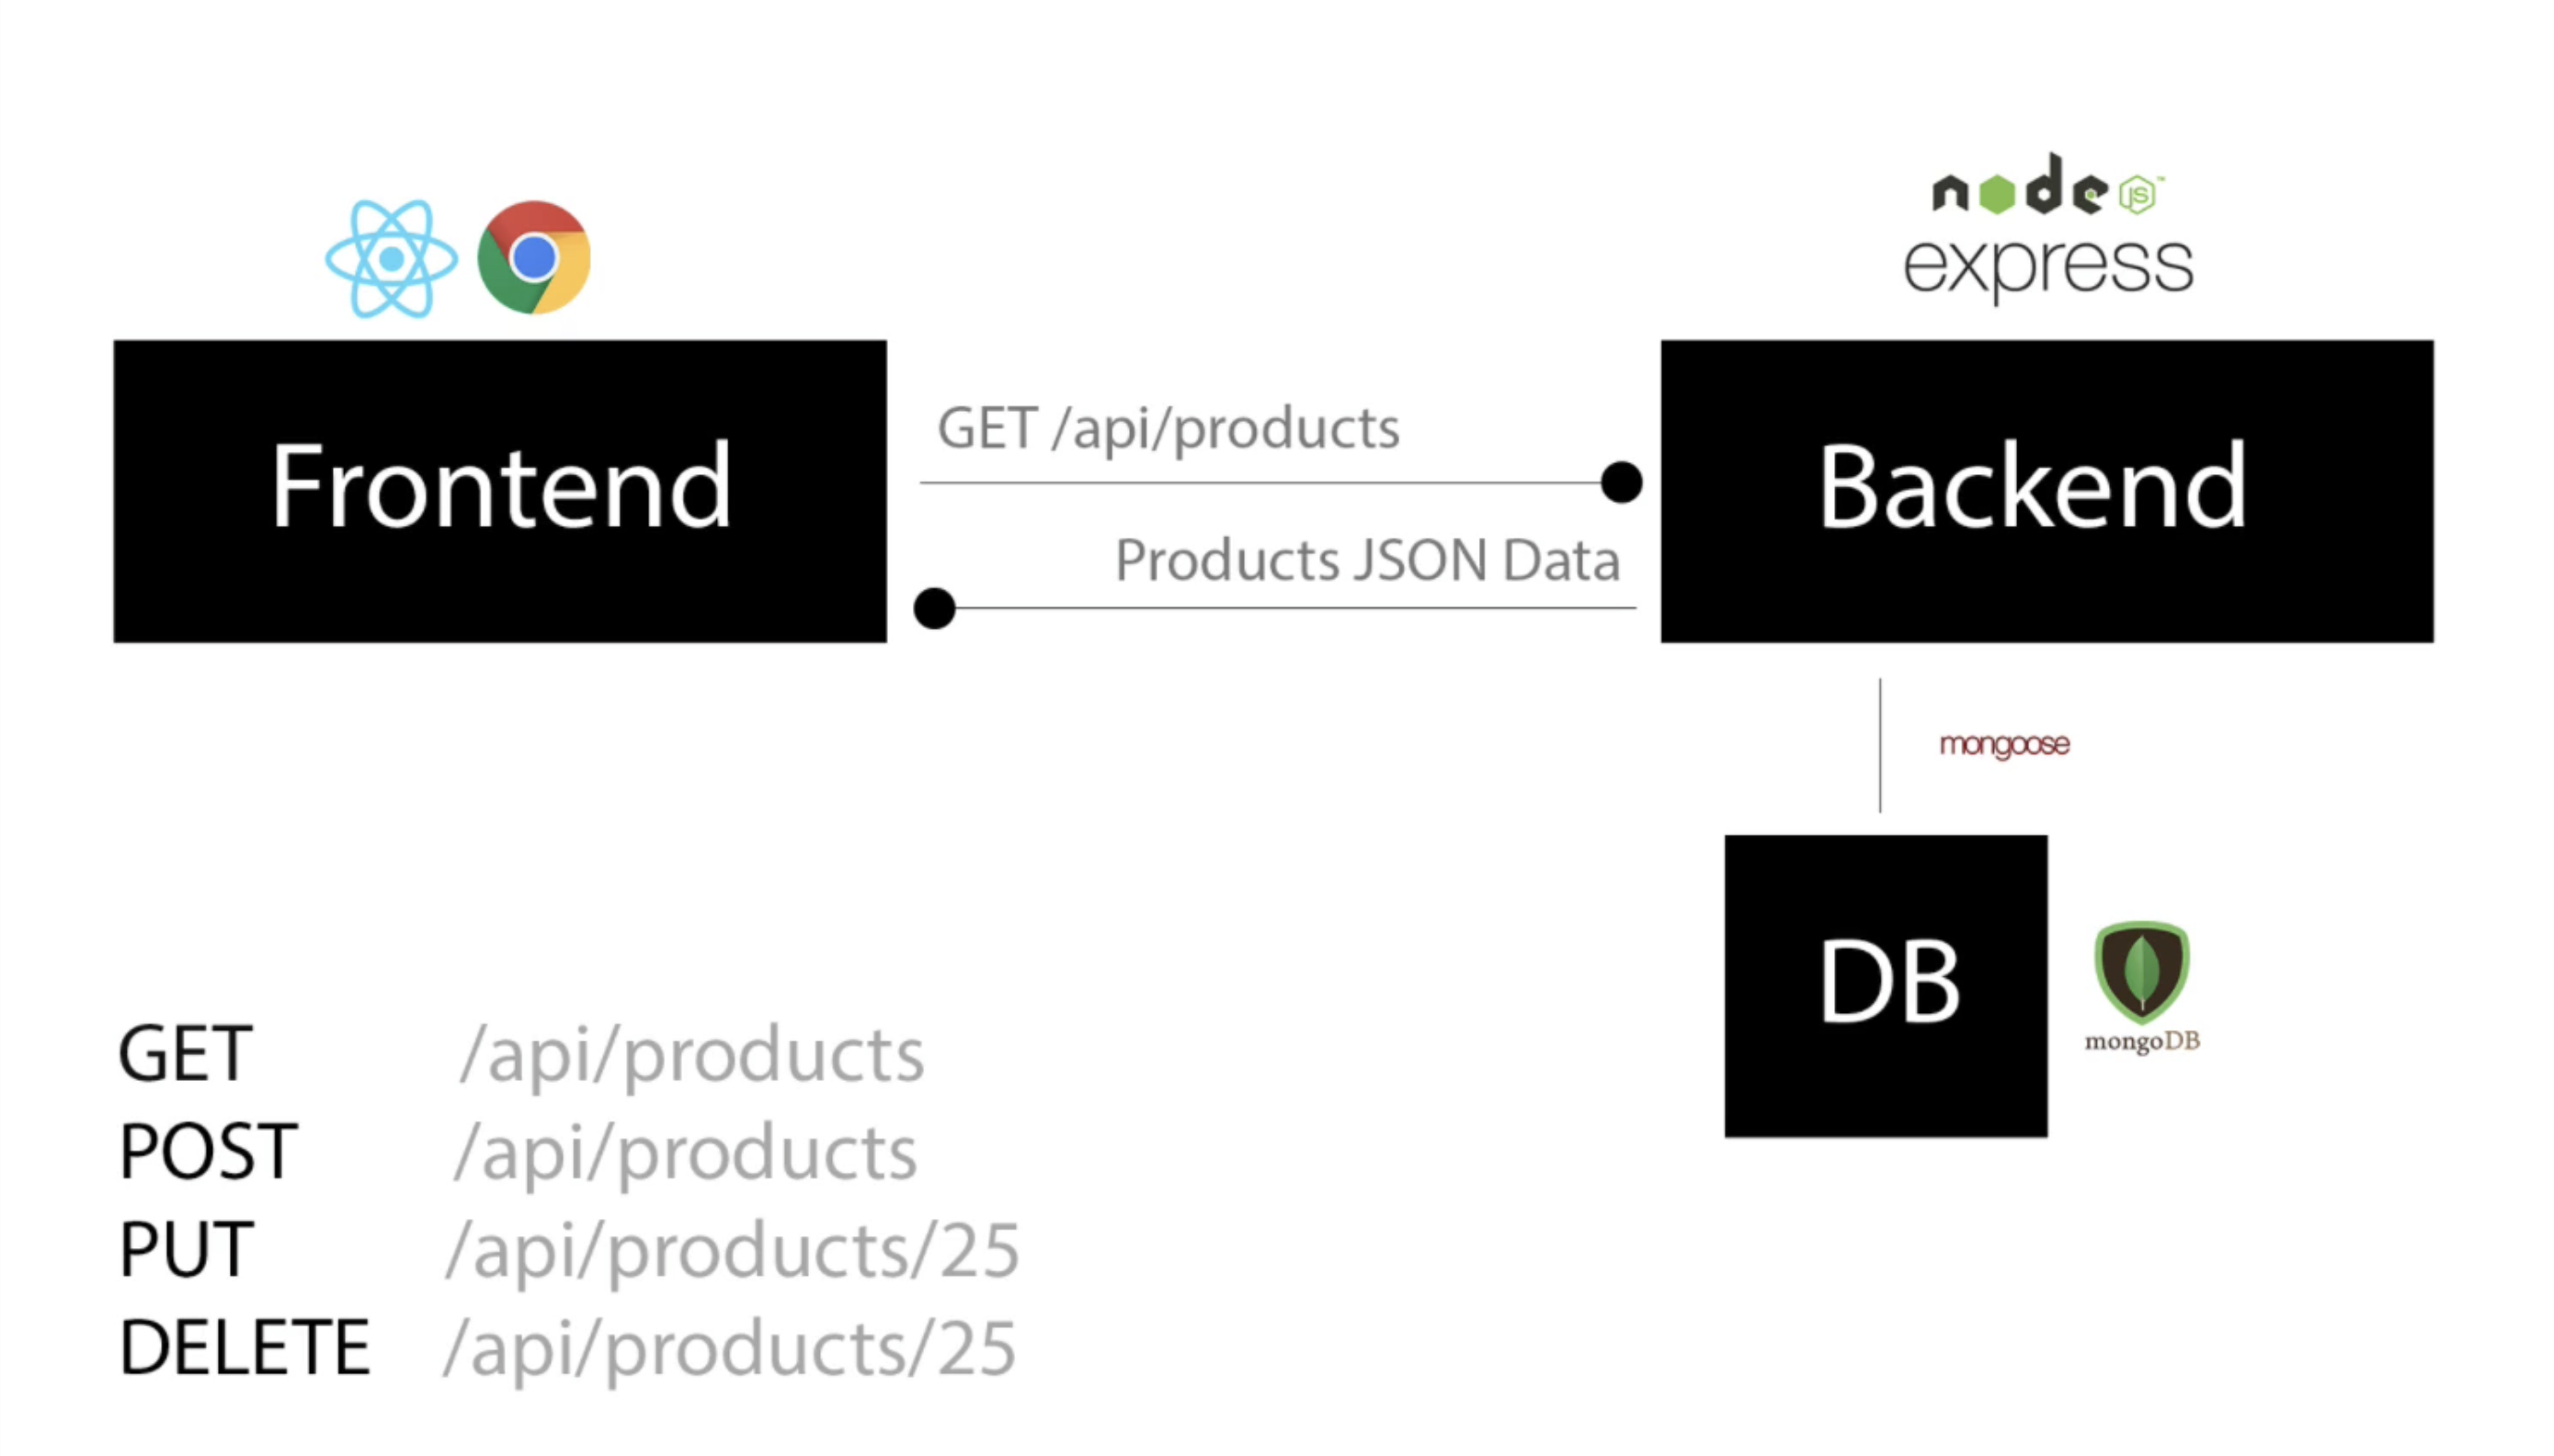 node JS™
express
Frontend
GET /api/products
Products JSON Data
Backend
mongoose
DB
mongoDB
GET /api/products
POST /api/products
PUT /api/products/25
DELETE /api/products/25